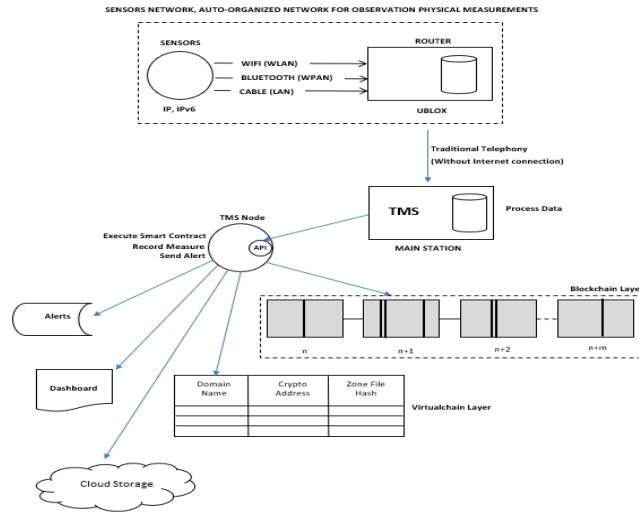 SENSORS NETWORK, AUTO-ORGANIZED NETWORK FOR OBSERVATION PHYSICAL MEASUREMENTS
SENSORS
ROUTER
WIFI (WLAN)
BLUETOOTH (WPAN)
CABLE (LAN)
IP, IPv6
UBLOX
Traditional Telephony
(Without Internet connection)
TMS
Process Data
MAIN STATION
TMS Node
Execute Smart Contract
Record Measure
Send Alert
API
Blockchain Laye
n
n+1
n+2
n+m
Alerts
Dashboard
Domain Name
Crypto Address
Zone File Hash
Virtualchain Layer
Cloud Storage